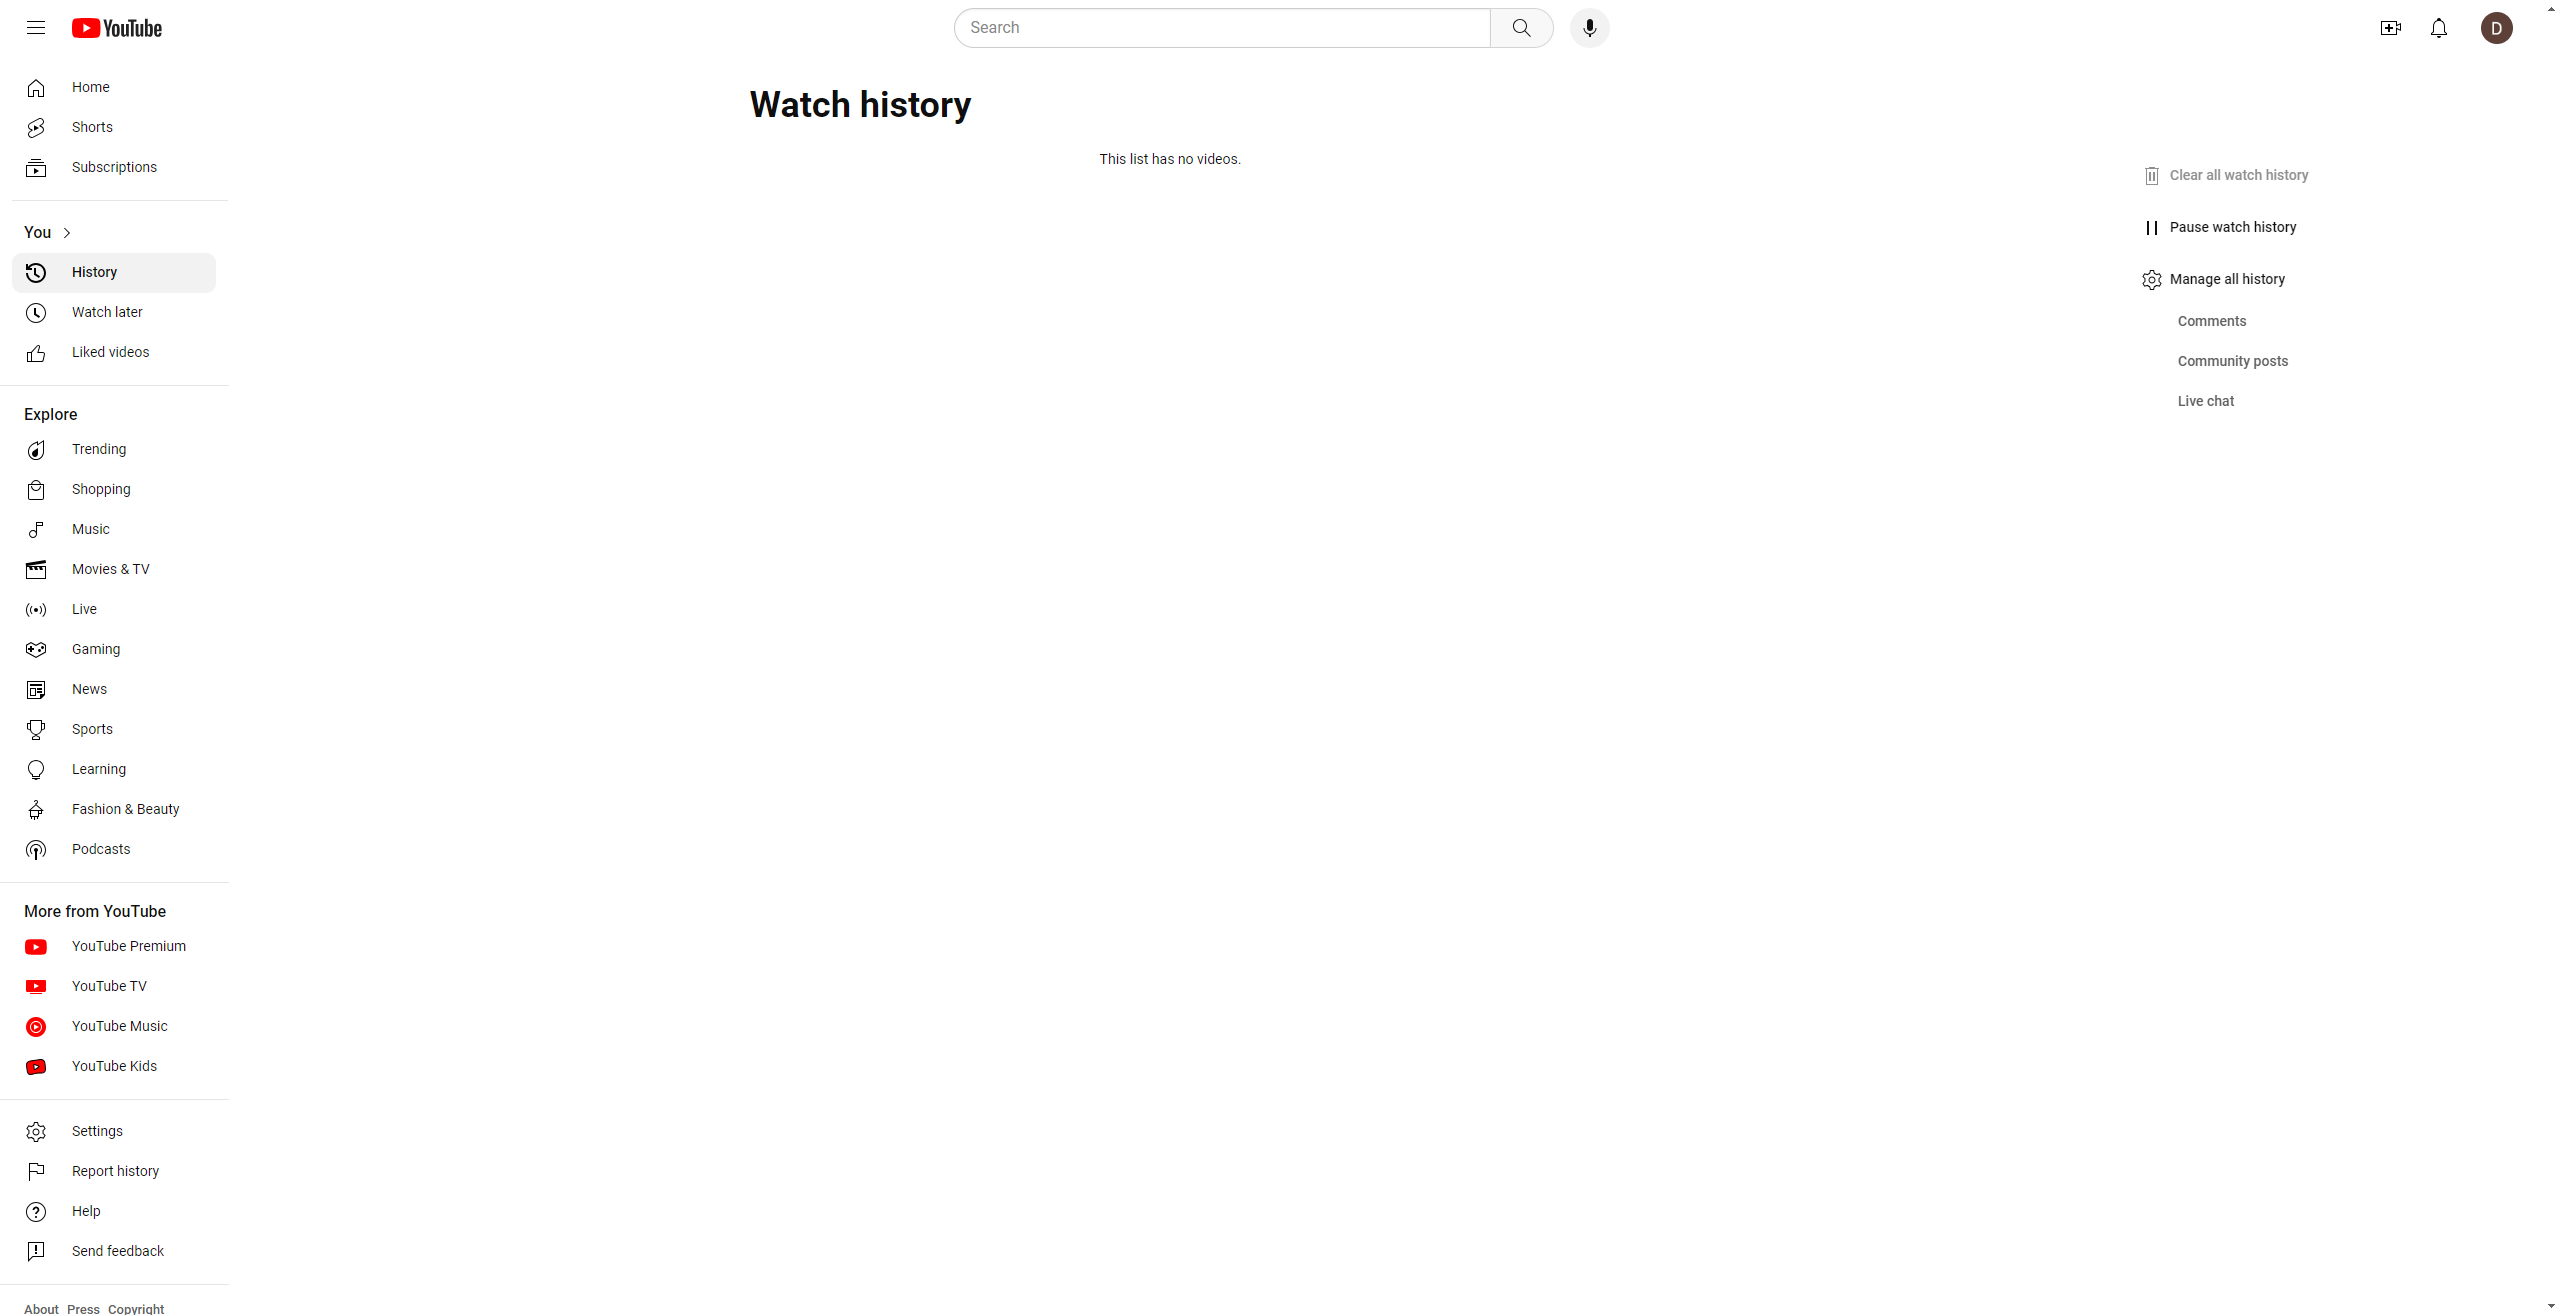 YouTube
Search
D
Home
Shorts
Subscriptions
You
History
Watch later
Liked videos
Explore
Trending
Shopping
Music
Movies & TV
Live
Gaming
News
Sports
Learning
Fashion & Beauty
Podcasts
More from YouTube
YouTube Premium
YouTube TV
YouTube Music
YouTube Kids
Settings
Report history
Help
Send feedback
About Press Copyright
Watch history
This list has no videos.
Clear all watch history
Pause watch history
Manage all history
Comments
Community posts
Live chat